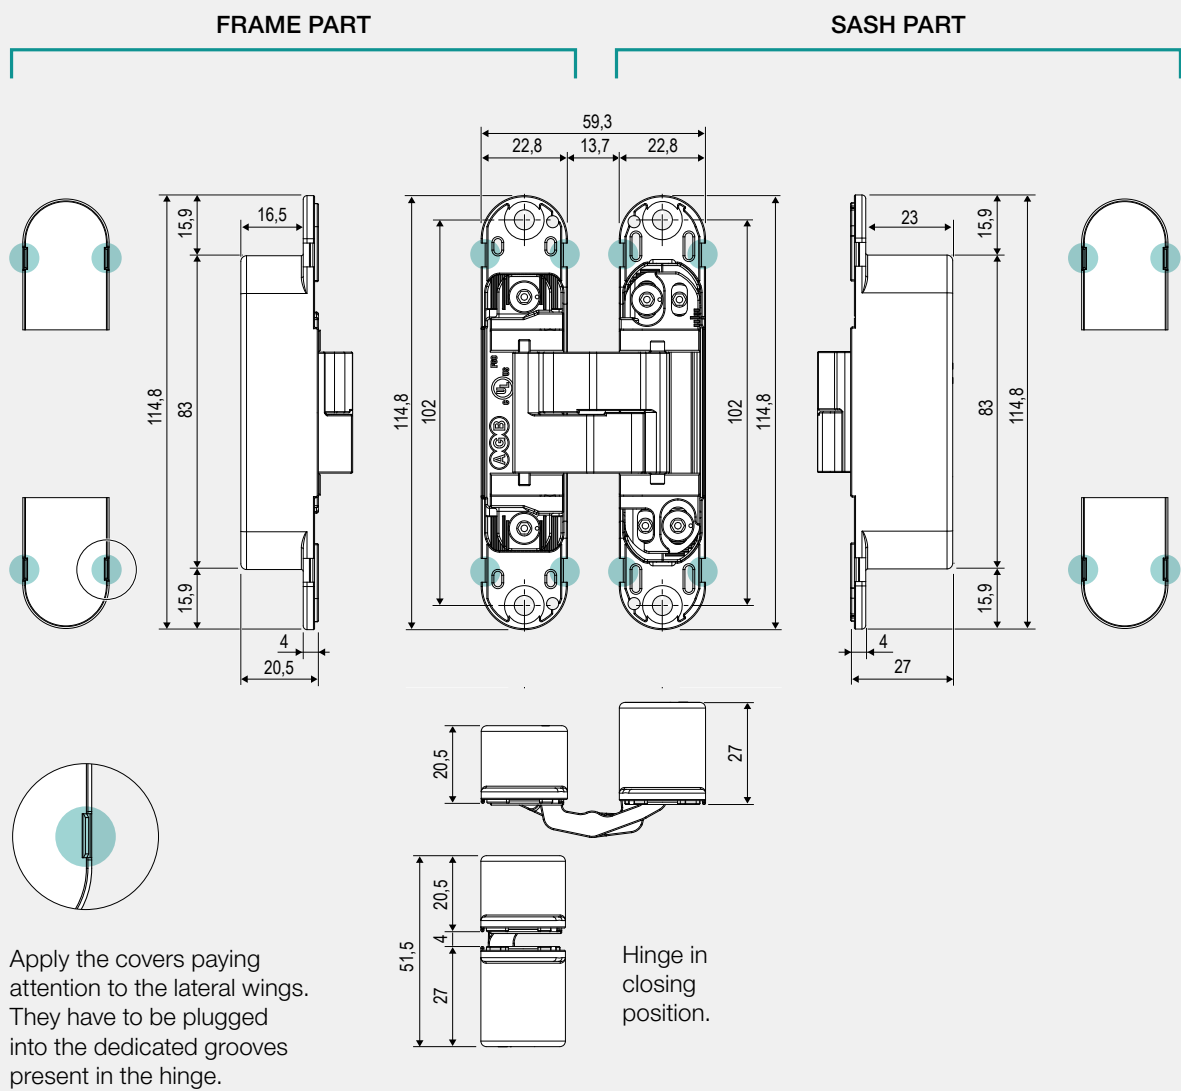 FRAME PART
SASH PART
59,3
22,8
13,7
22,8
15,9
16,5
23
15,9
114,8
83
114,8
102
102
114,8
83
114,8
AGB
C UL US
15,9
15,9
4
20,5
4
27
20,5
27
51,5
20,5
4
27
Apply the covers paying
attention to the lateral wings.
They have to be plugged
into the dedicated grooves
present in the hinge.
Hinge in
closing
position.